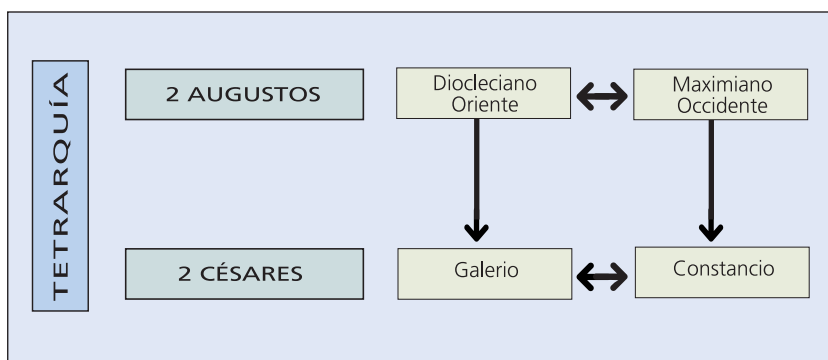 TETRARQUÍA
2 AUGUSTOS
Diocleciano
Oriente
Maximiano
Occidente
2 CÉSARES
Galerio
Constancio